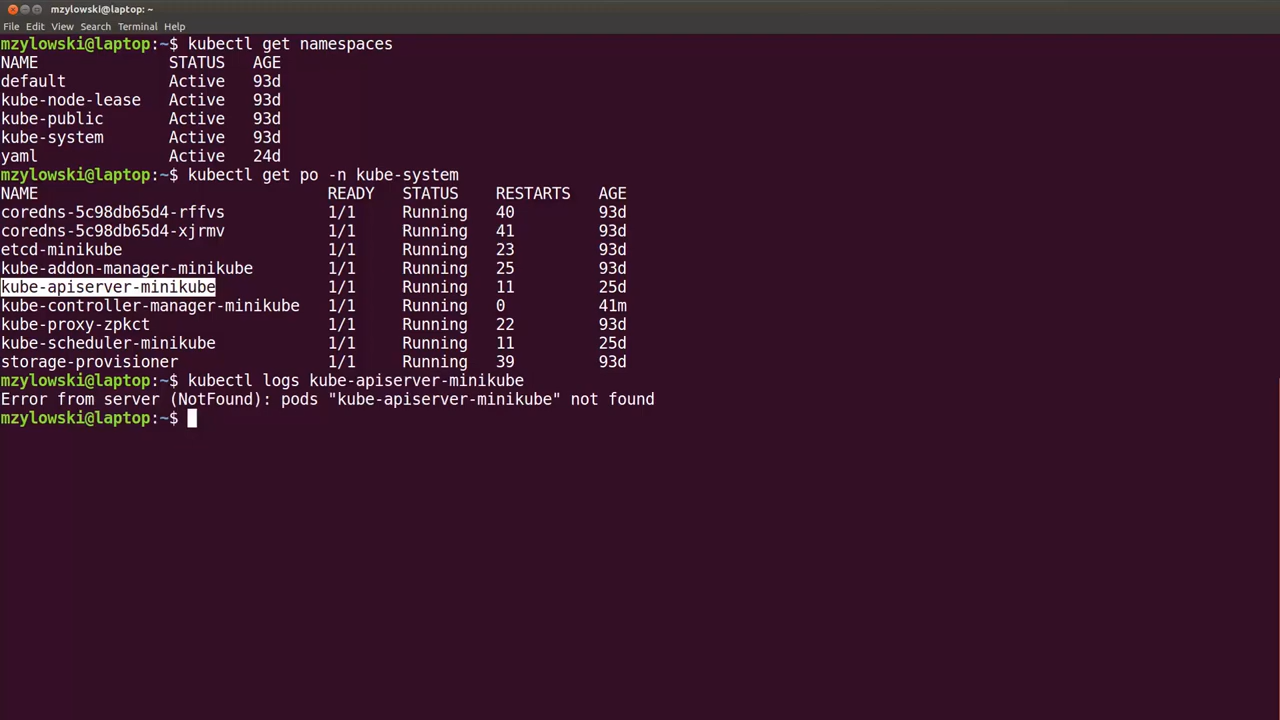 mzylowski@laptop: ~
File Edit View Search Terminal Help
mzylowski@laptop:~$ kubectl get namespaces
NAME STATUS AGE
default Active 93d
kube-node-lease Active 93d
kube-public Active 93d
kube-system Active 93d
yaml Active 24d
mzylowski@laptop:~$ kubectl get po -n kube-system
NAME READY STATUS RESTARTS AGE
coredns-5c98db65d4-rffvs 1/1 Running 40 93d
coredns-5c98db65d4-xjrmv 1/1 Running 41 93d
etcd-minikube 1/1 Running 23 93d
kube-addon-manager-minikube 1/1 Running 25 93d
kube-apiserver-minikube 1/1 Running 11 25d
kube-controller-manager-minikube 1/1 Running 0 41m
kube-proxy-zpkct 1/1 Running 22 93d
kube-scheduler-minikube 1/1 Running 11 25d
storage-provisioner 1/1 Running 39 93d
mzylowski@laptop:~$ kubectl logs kube-apiserver-minikube
Error from server (NotFound): pods "kube-apiserver-minikube" not found
mzylowski@laptop:~$